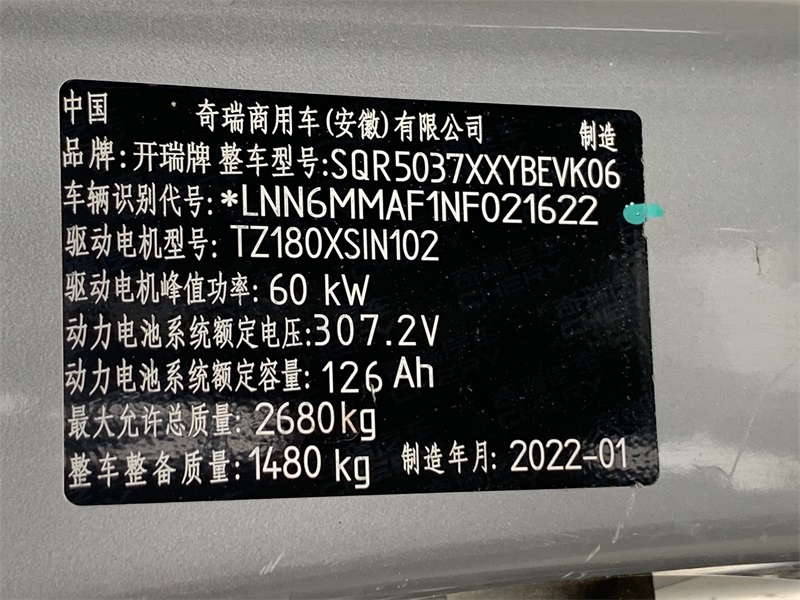 中国 奇瑞商用车(安徽)有限公司 制造
品牌:开瑞牌 整车型号:SQR5037XXYBEVK06
车辆识别代号:*LNN6MMAF1NF021622
驱动电机型号: TZ180XSIN102
驱动电机峰值功率: 60 kW
动力电池系统额定电压:307.2V
动力电池系统额定容量: 126 Ah
最大允许总质量: 2680kg
整车整备质量:1480 kg 制造年月: 2022-01